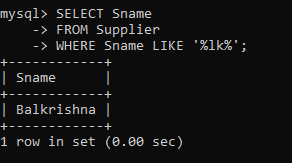 mysql> SELECT Sname
    -> FROM Supplier
    -> WHERE Sname LIKE '%lk%';
+------------+
| Sname      |
+------------+
| Balkrishna |
+------------+
1 row in set (0.00 sec)